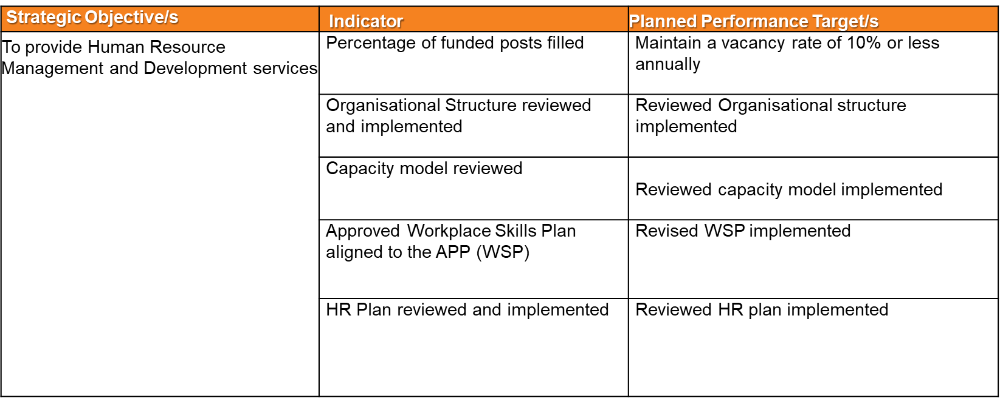 Strategic Objective/s
Indicator
Planned Performance Target/s
To provide Human Resource
Management and Development services
Percentage of funded posts filled
Maintain a vacancy rate of 10% or less
annually
Organisational Structure reviewed
and implemented
Reviewed Organisational structure
implemented
Capacity model reviewed
Reviewed capacity model implemented
Approved Workplace Skills Plan
aligned to the APP (WSP)
Revised WSP implemented
HR Plan reviewed and implemented
Reviewed HR plan implemented